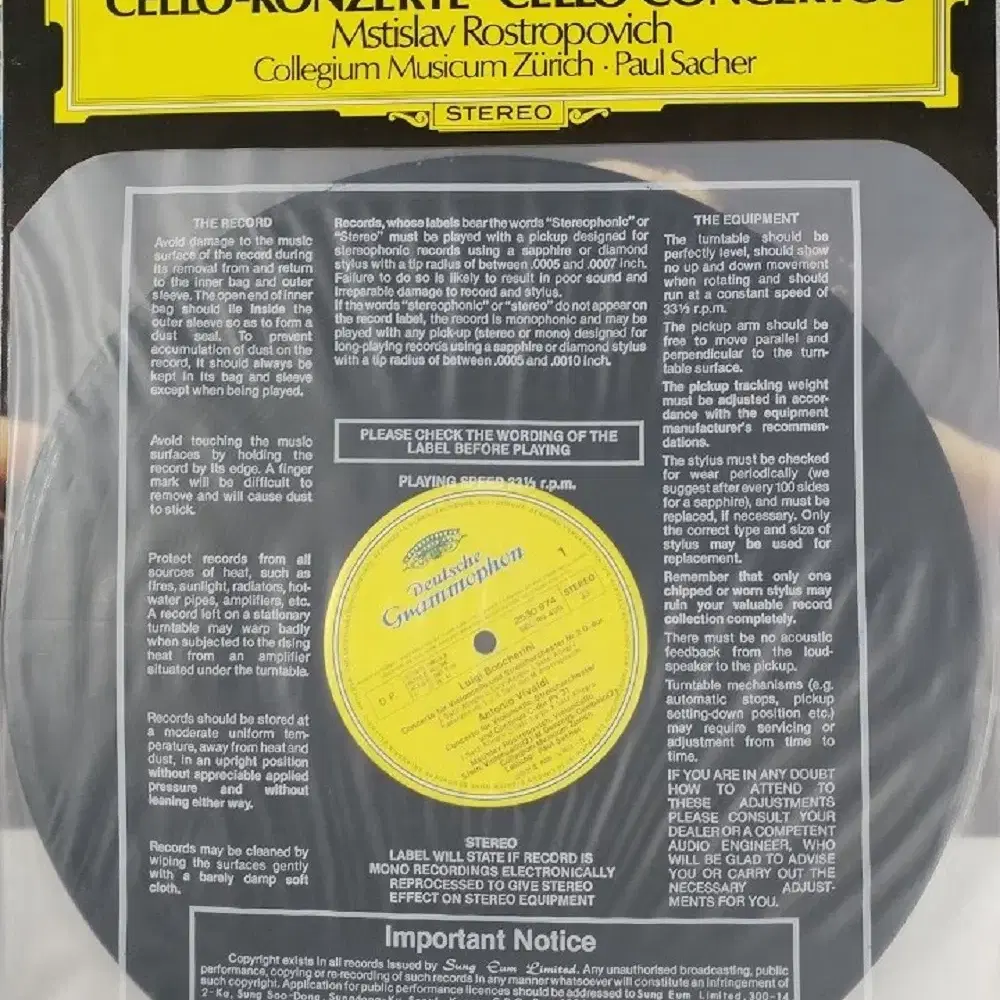 CELLO-KONZERTE · CELLO CONCERTOS
Mstislav Rostropovich
Collegium Musicum Zürich · Paul Sacher
STEREO
THE RECORD
Avoid damage to the music
surface of the record during
its removal from and return
to the inner bag and outer
sleeve. The open end of inner
bag should lie inside the
outer sleeve so as to form a
dust seal. To prevent
accumulation of dust on the
record, it should always be
kept in its bag and sleeve
except when being played.
Avoid touching the music
surfaces by holding the
record by its edge. A finger
mark will be difficult to
remove and will cause dust
to stick.
Protect records from all
sources of heat, such as
fires, sunlight, radiators, hot-
water pipes, amplifiers, etc.
A record left on a stationary
turntable may warp badly
when subjected to the rising
heat from an amplifier
situated under the turntable.
Records should be stored at
a moderate uniform tem-
perature, away from heat and
dust, in an upright position
without appreciable applied
pressure and without
leaning either way.
Records may be cleaned by
wiping the surfaces gently
with a barely damp soft
cloth.
Records, whose labels bear the words "Stereophonic" or
"Stereo" must be played with a pickup designed for
stereophonic records using a sapphire or diamond
stylus with a tip radius of between .0005 and .0007 inch.
Failure to do so is likely to result in poor sound and
irreparable damage to record and stylus.
If the words "stereophonic" or "stereo" do not appear on
the record label, the record is monophonic and may be
played with any pick-up (stereo or mono) designed for
long-playing records using a sapphire or diamond stylus
with a tip radius of between .0005 and .0010 inch.
PLEASE CHECK THE WORDING OF THE
LABEL BEFORE PLAYING
PLAYING SPEED 33⅓ r.p.m.
Deutsche
Grammophon
1
STEREO
2530 974
33
Luigi Boccherini
Concerto für Violoncello und Streichorchester Nr. 2 D-dur
Antonio Vivaldi
Mstislav Rostropovich, Violoncello
Collegium Musicum Zürich
Paul Sacher
STEREO
LABEL WILL STATE IF RECORD IS
MONO RECORDINGS ELECTRONICALLY
REPROCESSED TO GIVE STEREO
EFFECT ON STEREO EQUIPMENT
THE EQUIPMENT
The turntable should be
perfectly level, should show
no up and down movement
when rotating and should
run at a constant speed of
33⅓ r.p.m.
The pickup arm should be
free to move parallel and
perpendicular to the turn-
table surface.
The pickup tracking weight
must be adjusted in accor-
dance with the equipment
manufacturer's recommen-
dations.
The stylus must be checked
for wear periodically (we
suggest after every 100 sides
for a sapphire), and must be
replaced, if necessary. Only
the correct type and size of
stylus may be used for
replacement.
Remember that only one
chipped or worn stylus may
ruin your valuable record
collection completely.
There must be no acoustic
feedback from the loud-
speaker to the pickup.
Turntable mechanisms (e.g.
automatic stops, pickup
setting-down position etc.)
may require servicing or
adjustment from time to
time.
IF YOU ARE IN ANY DOUBT
HOW TO ATTEND TO
THESE ADJUSTMENTS
PLEASE CONSULT YOUR
DEALER OR A COMPETENT
AUDIO ENGINEER, WHO
WILL BE GLAD TO ADVISE
YOU OR CARRY OUT THE
NECESSARY ADJUST-
MENTS FOR YOU.
Important Notice
Copyright exists in all records issued by Sung Eum Limited. Any unauthorised broadcasting, public
performance, copying or re-recording of such records in any manner whatsoever will constitute an infringement of
such copyright. Application for public performance licences should be addressed to Sung Eum Limited, 300-14
2-Ka, Sung Soo-Dong,